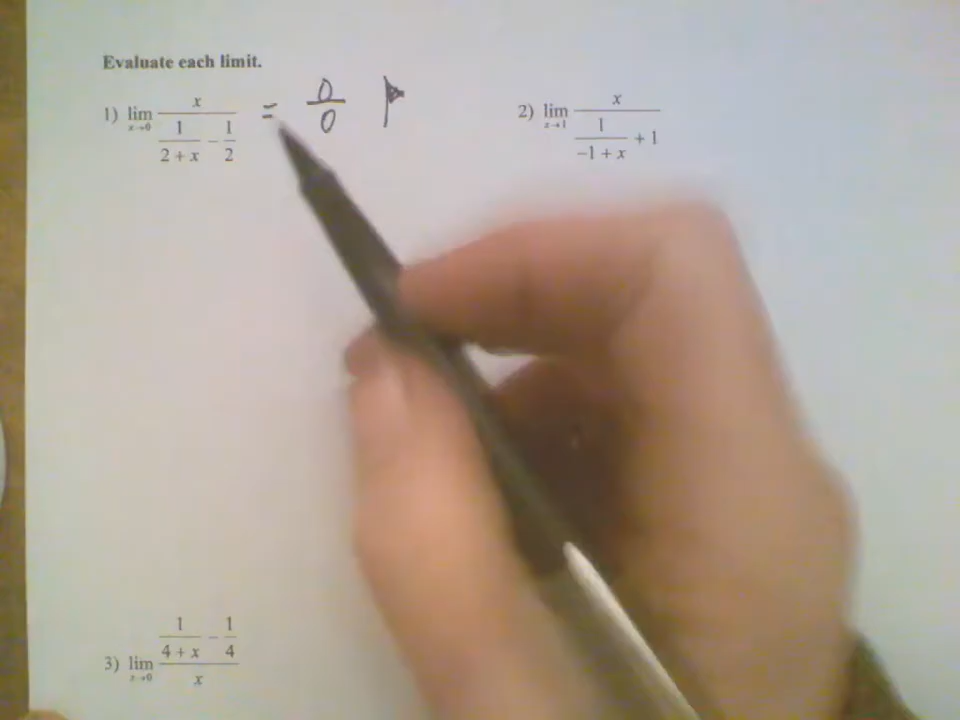 Evaluate each limit.
1) lim x→0 x / (1/(2 + x) − 1/2) = 0/0
2) lim x→1 x / (1/(−1 + x) + 1)
3) lim x→0 (1/(4 + x) − 1/4) / x